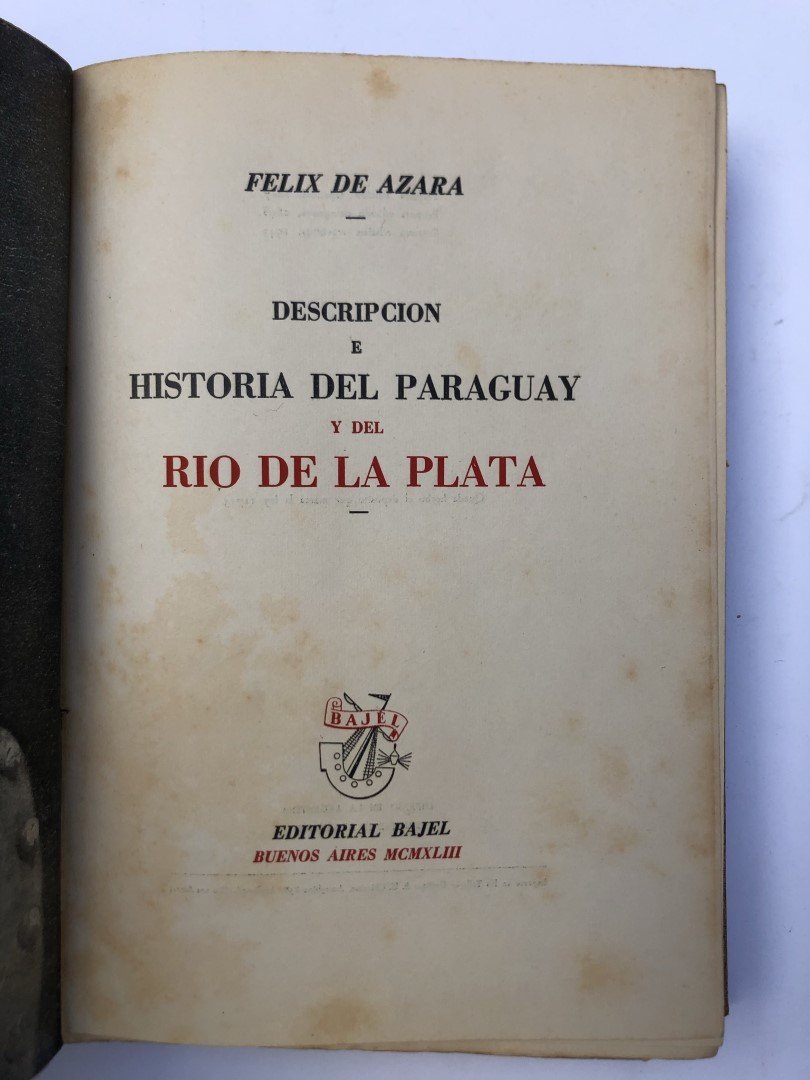 FELIX DE AZARA
DESCRIPCION
E
HISTORIA DEL PARAGUAY
Y DEL
RIO DE LA PLATA
BAJEL
EDITORIAL BAJEL
BUENOS AIRES MCMXLIII